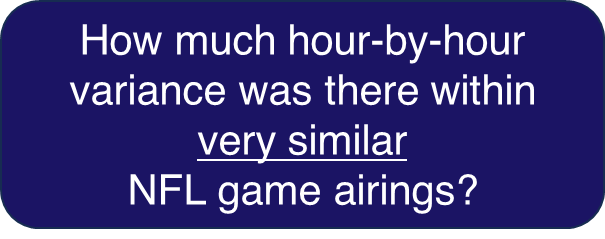 How much hour-by-hour
variance was there within
very similar
NFL game airings?